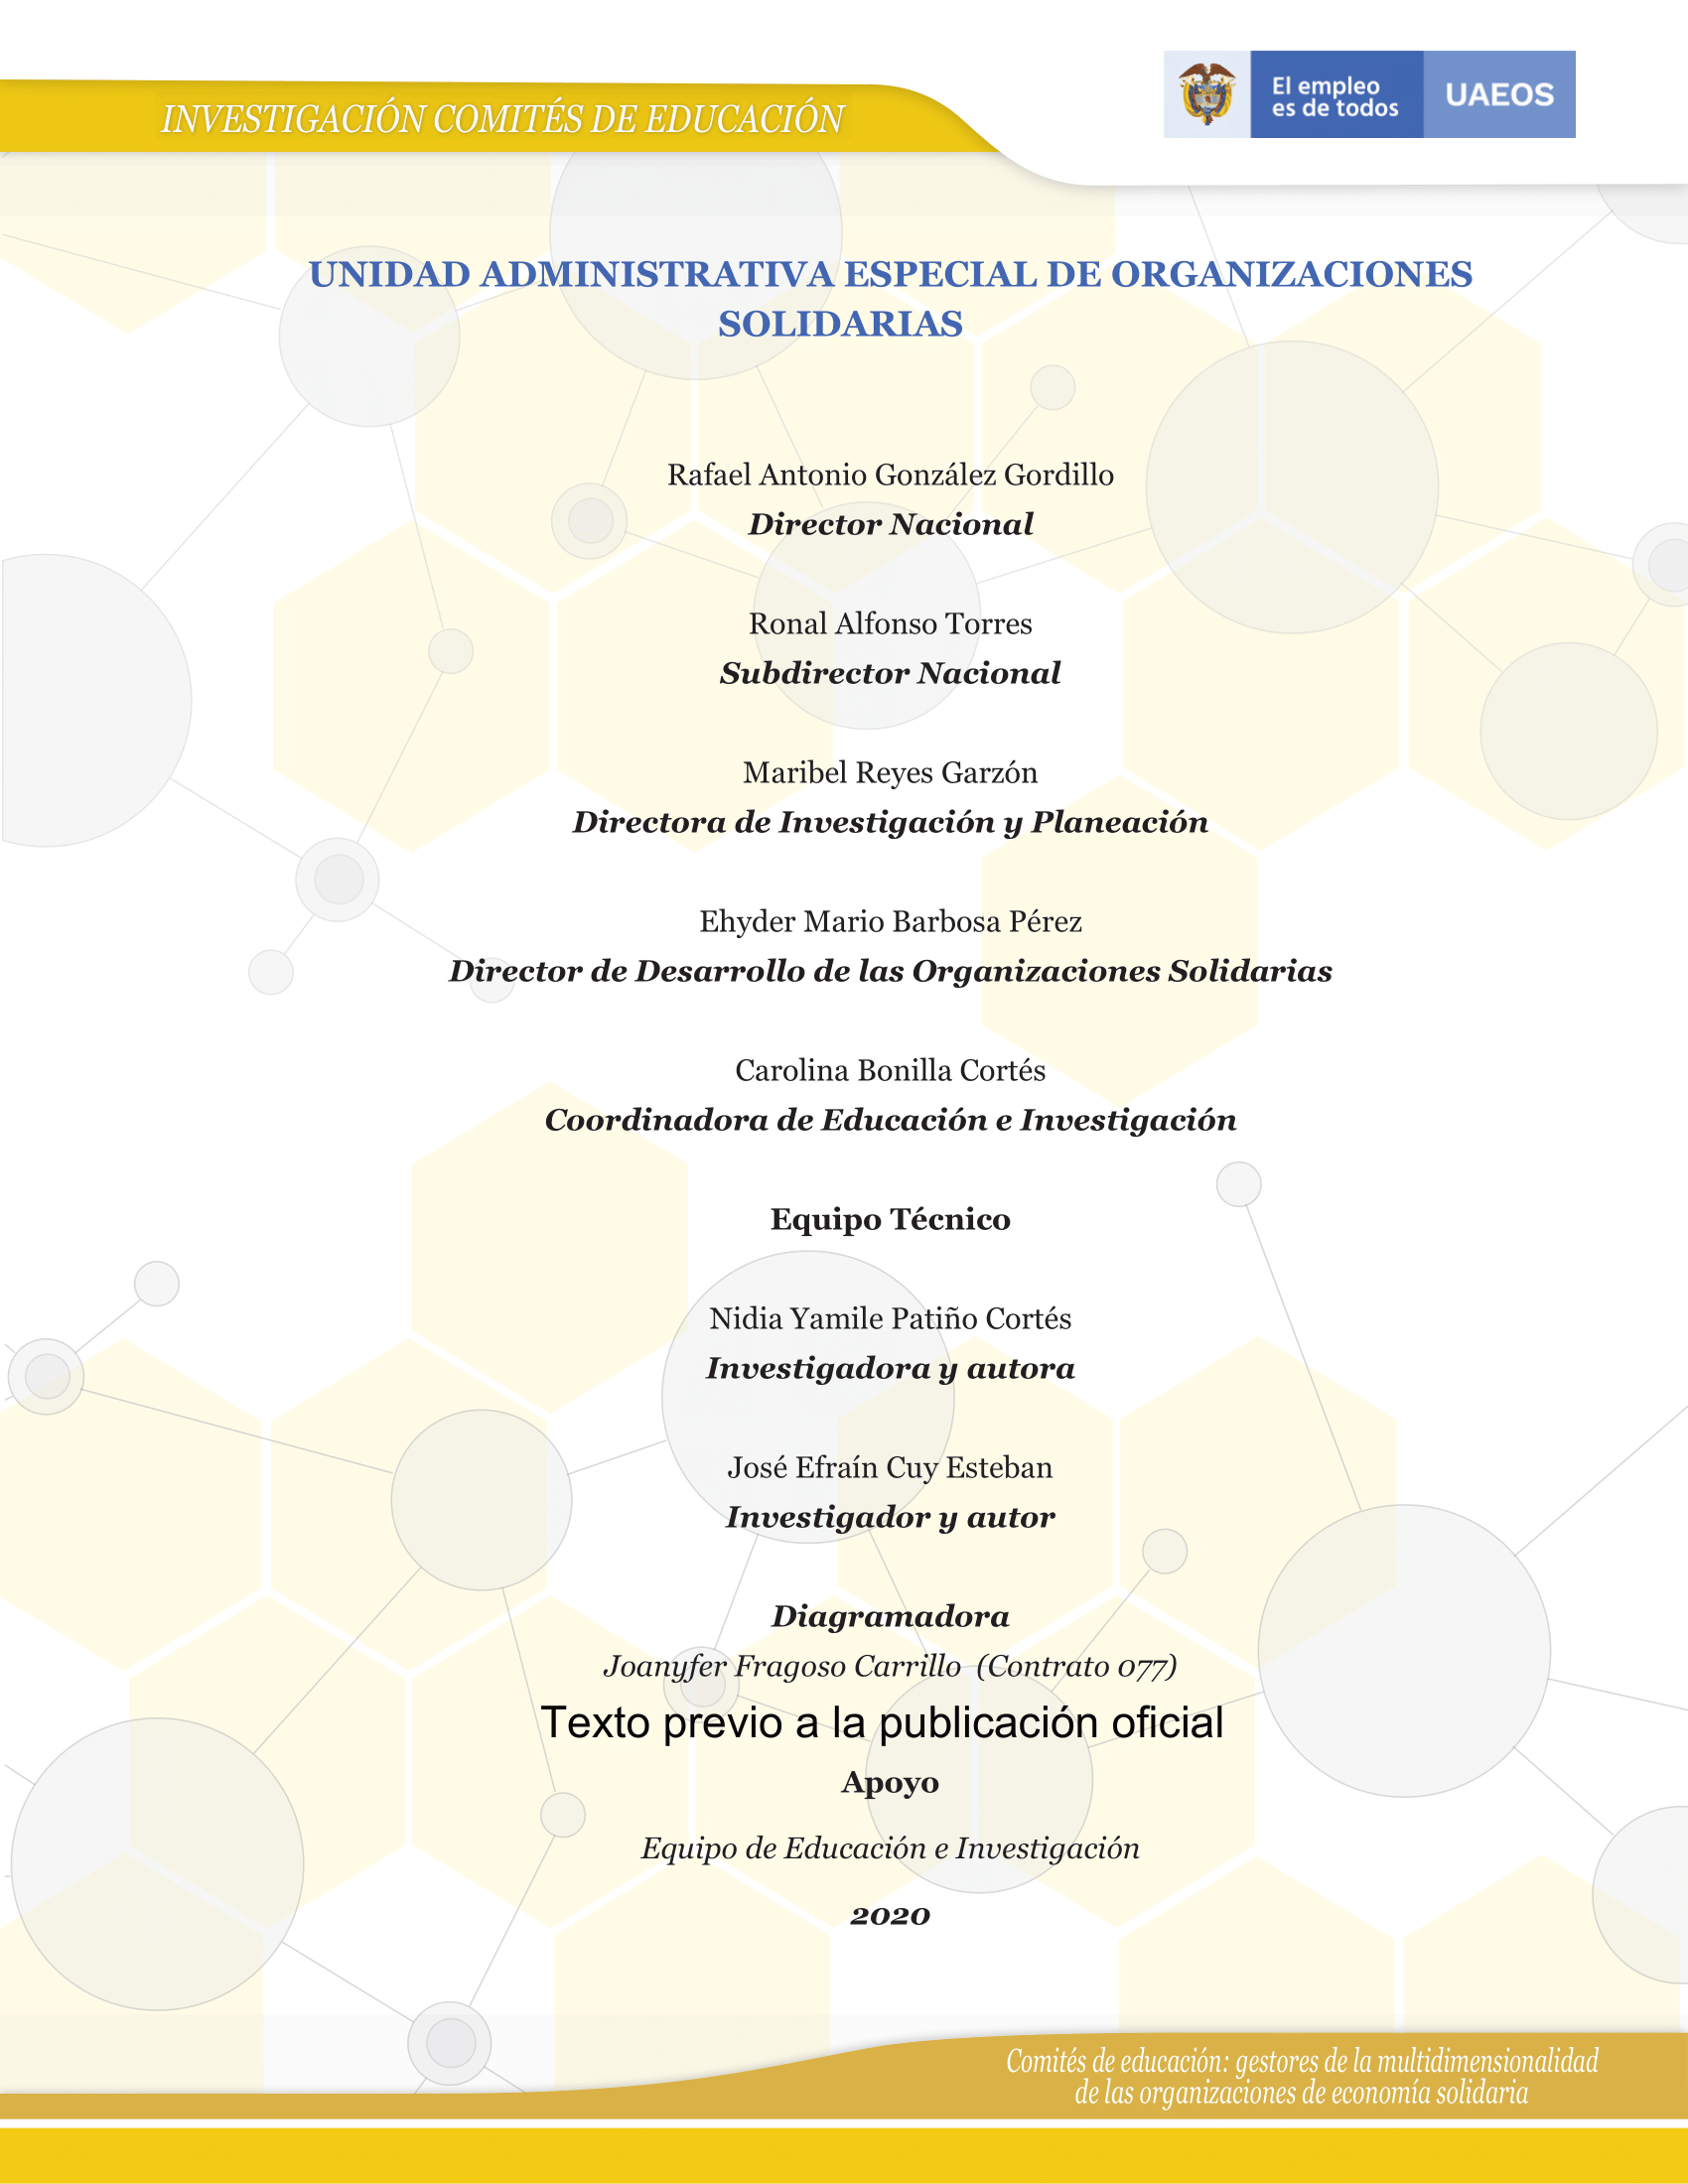 INVESTIGACIÓN COMITÉS DE EDUCACIÓN
El empleo
es de todos
UAEOS
UNIDAD ADMINISTRATIVA ESPECIAL DE ORGANIZACIONES
SOLIDARIAS
Rafael Antonio González Gordillo
Director Nacional
Ronal Alfonso Torres
Subdirector Nacional
Maribel Reyes Garzón
Directora de Investigación y Planeación
Ehyder Mario Barbosa Pérez
Director de Desarrollo de las Organizaciones Solidarias
Carolina Bonilla Cortés
Coordinadora de Educación e Investigación
Equipo Técnico
Nidia Yamile Patiño Cortés
Investigadora y autora
José Efraín Cuy Esteban
Investigador y autor
Diagramadora
Joanyfer Fragoso Carrillo (Contrato 077)
Texto previo a la publicación oficial
Apoyo
Equipo de Educación e Investigación
2020
Comités de educación: gestores de la multidimensionalidad
de las organizaciones de economía solidaria